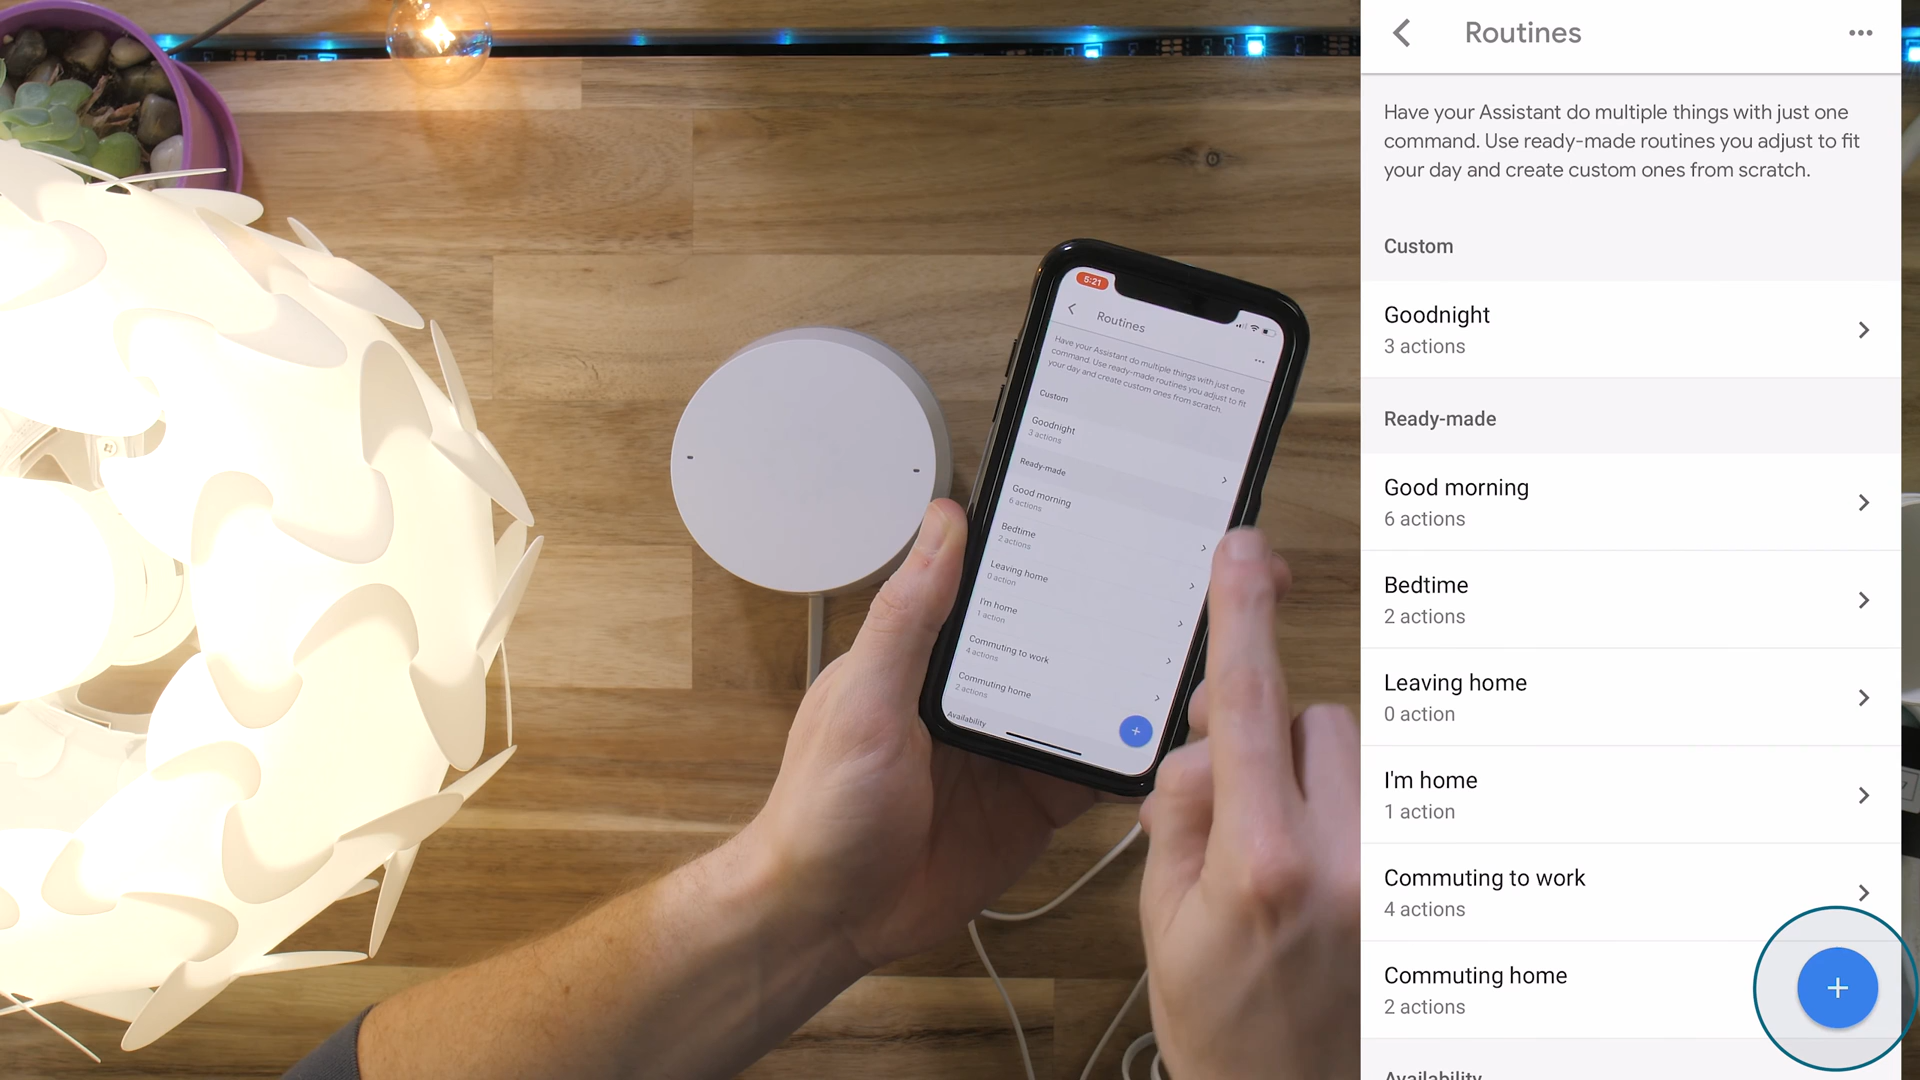 5:21
Routines
Have your Assistant do multiple things with just one
command. Use ready-made routines you adjust to fit
your day and create custom ones from scratch.
Custom
Goodnight
3 actions
Ready-made
Good morning
6 actions
Bedtime
2 actions
Leaving home
0 action
I'm home
1 action
Commuting to work
4 actions
Commuting home
2 actions
Availability
+
Routines
Have your Assistant do multiple things with just one
command. Use ready-made routines you adjust to fit
your day and create custom ones from scratch.
Custom
Goodnight
3 actions
Ready-made
Good morning
6 actions
Bedtime
2 actions
Leaving home
0 action
I'm home
1 action
Commuting to work
4 actions
Commuting home
2 actions
+
Availability